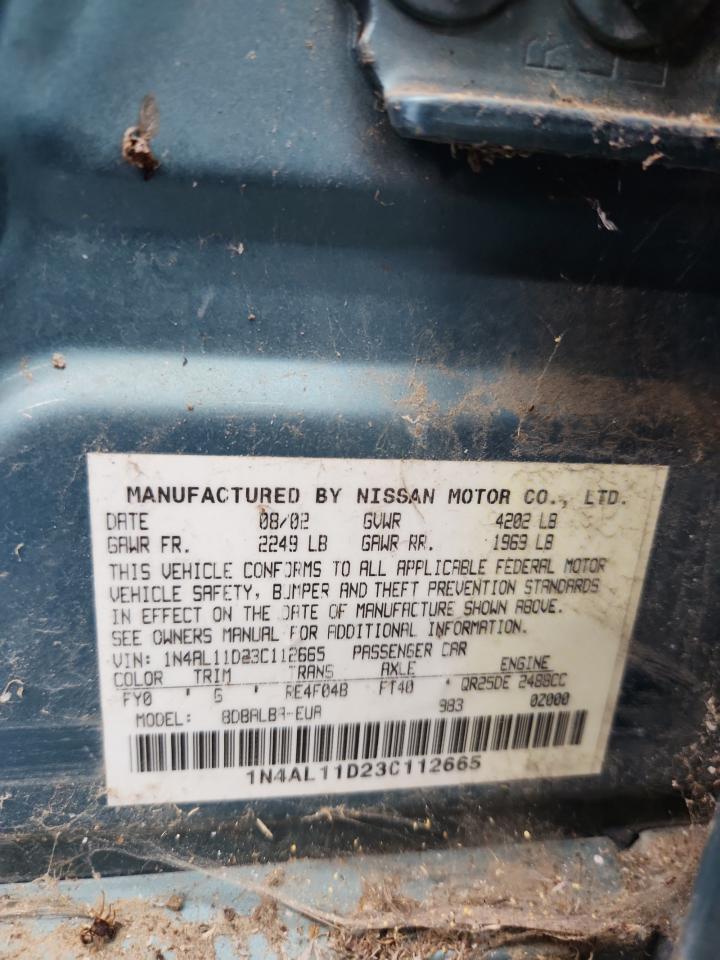 MANUFACTURED BY NISSAN MOTOR CO., LTD.
DATE 08/02 GVWR 4202 LB
GAWR FR. 2249 LB GAWR RR. 1969 LB
THIS VEHICLE CONFORMS TO ALL APPLICABLE FEDERAL MOTOR
VEHICLE SAFETY, BUMPER AND THEFT PREVENTION STANDARDS
IN EFFECT ON THE DATE OF MANUFACTURE SHOWN ABOVE.
SEE OWNERS MANUAL FOR ADDITIONAL INFORMATION.
VIN: 1N4AL11D23C112665 PASSENGER CAR
COLOR TRIM TRANS AXLE ENGINE
FY0 ' G ' RE4F04B FT40 QR25DE 2488CC
MODEL: 983 0Z000
1N4AL11D23C112665